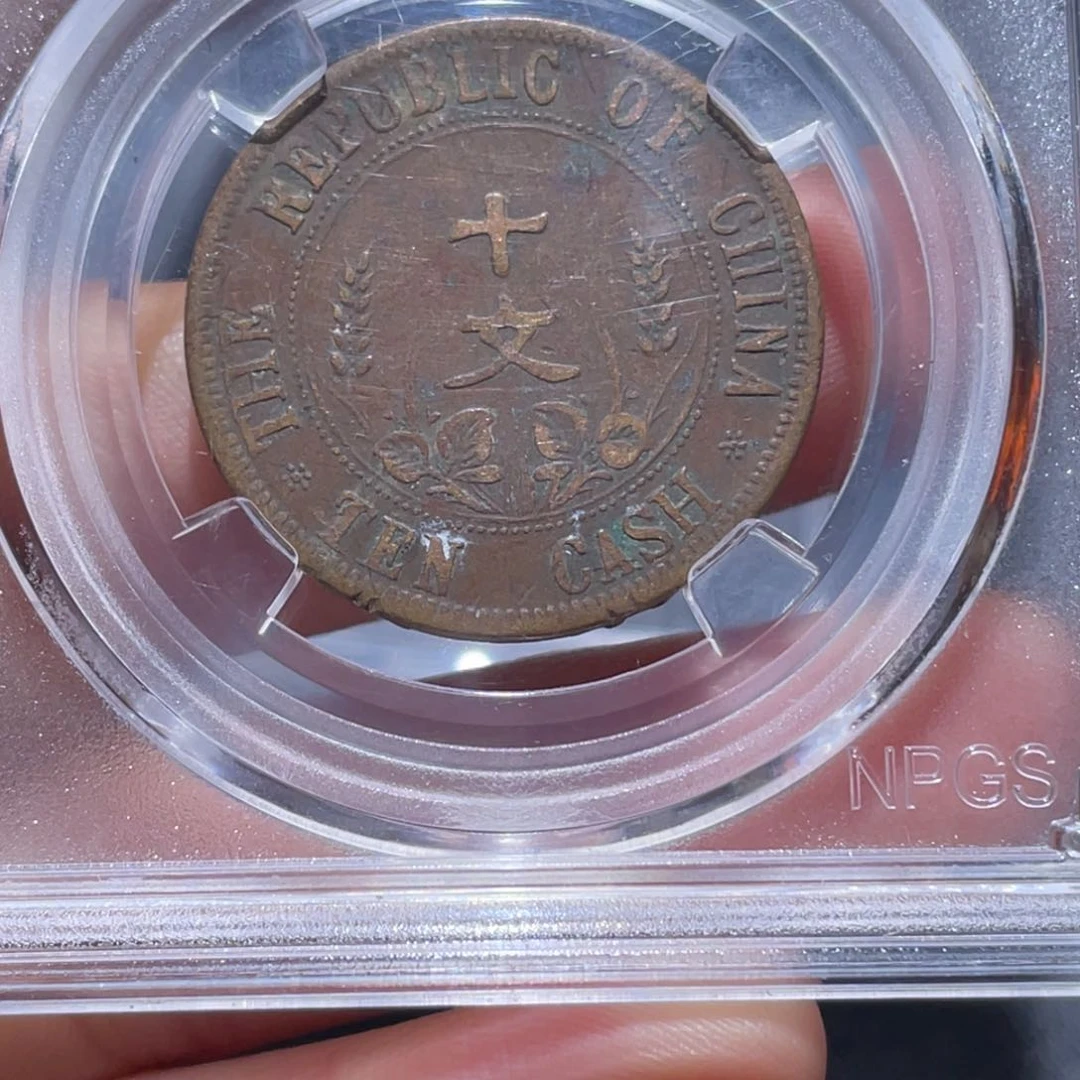 THE REPUBLIC OF CHINA
十
文
TEN CASH
NPGS